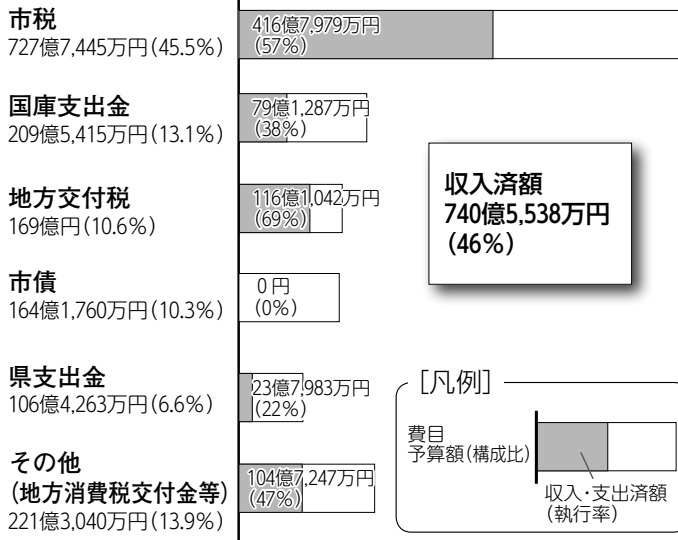 市税
727億7,445万円(45.5%)
416億7,979万円
(57%)
国庫支出金
209億5,415万円(13.1%)
79億1,287万円
(38%)
地方交付税
169億円(10.6%)
116億1,042万円
(69%)
市債
164億1,760万円(10.3%)
0円
(0%)
県支出金
106億4,263万円(6.6%)
23億7,983万円
(22%)
その他
(地方消費税交付金等)
221億3,040万円(13.9%)
104億7,247万円
(47%)
収入済額
740億5,538万円
(46%)
［凡例］
費目
予算額(構成比)
収入・支出済額
(執行率)